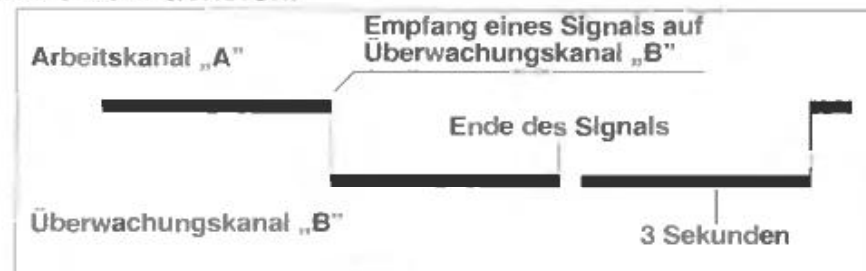 Empfang eines Signals auf
Arbeitskanal „A”
Überwachungskanal „B”
Ende des Signals
Überwachungskanal „B”
3 Sekunden